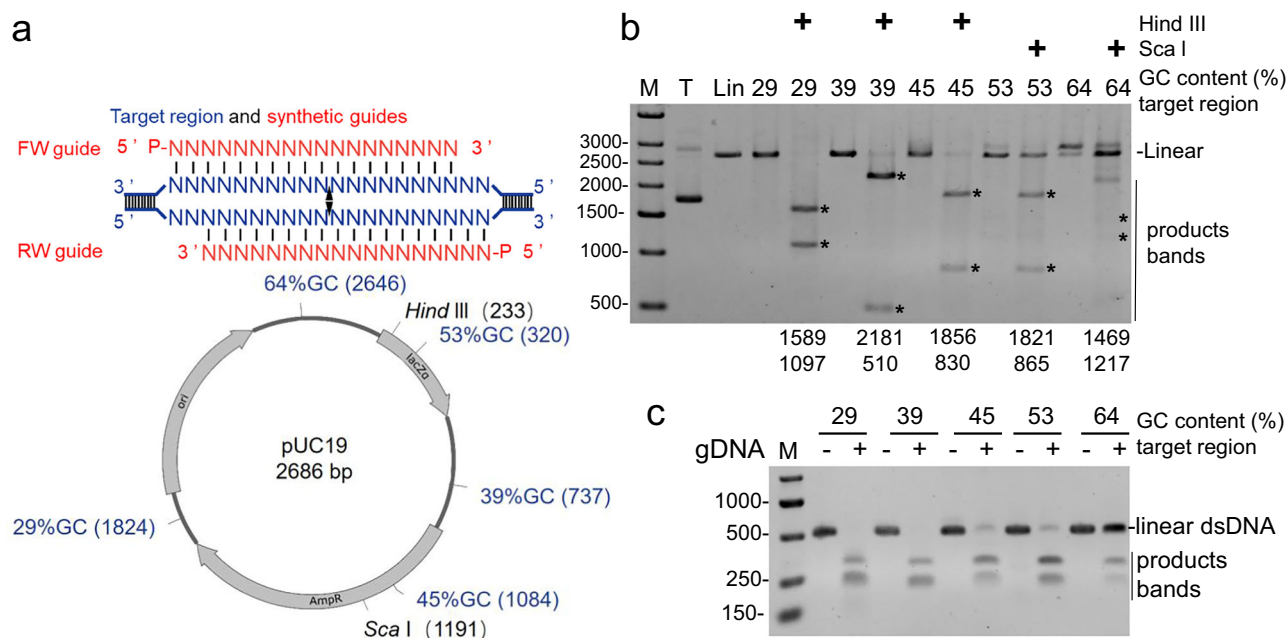 a
Target region and synthetic guides
FW guide 5 ’ P-NNNNNNNNNNNNNNNN 3 ’
3 ’ NNNNNNNNNNNNNNNNNN 5 ’
5 ’ NNNNNNNNNNNNNNNNNN 3 ’
RW guide 3 ’ NNNNNNNNNNNNNNNN-P 5 ’
64%GC (2646)
Hind III (233)
53%GC (320)
lacZα
ori
pUC19
2686 bp
39%GC (737)
29%GC (1824)
AmpR
45%GC (1084)
Sca I (1191)
b
+ + + Hind III
+ + Sca I
M T Lin 29 29 39 39 45 45 53 53 64 64 GC content (%)
target region
3000-
2500-
2000-
1500-
1000-
500-
-Linear
products
bands
* * * * * * * * * *
1589 2181 1856 1821 1469
1097 510 830 865 1217
c
29 39 45 53 64 GC content (%)
gDNA M - + - + - + - + - + target region
1000-
500-
250-
150-
-linear dsDNA
products
bands